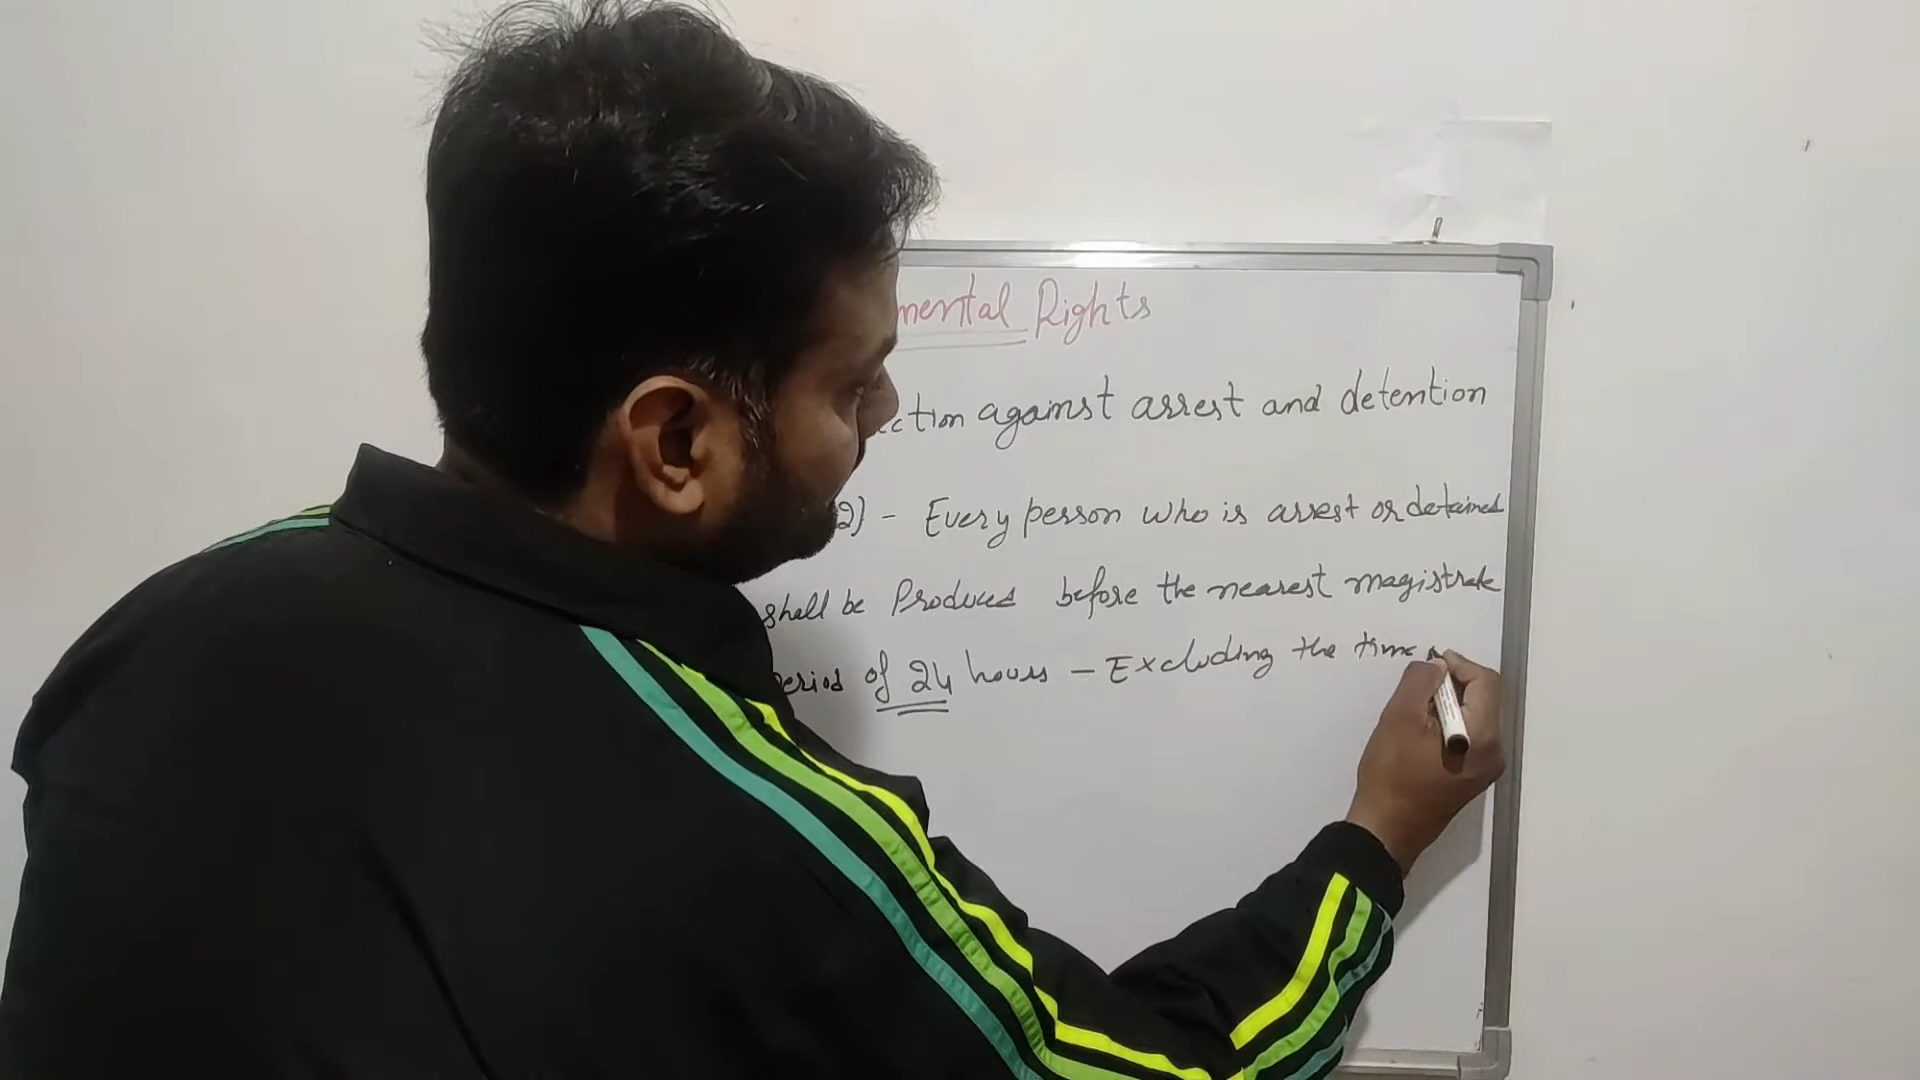 mental Rights
ction against arrest and detention
2) - Every person who is arrest or detained
shall be Produced before the nearest magistrate
period of 24 hours - Excluding the time